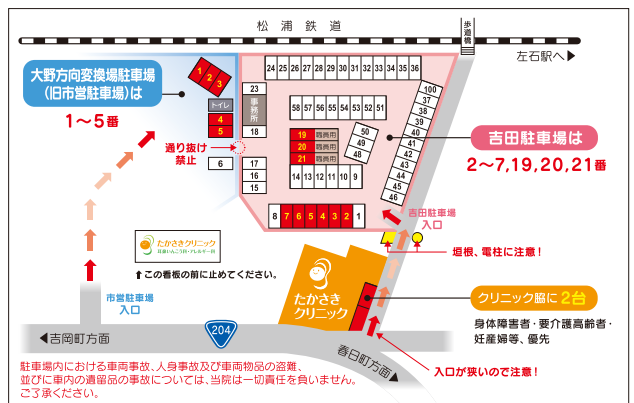 松浦鉄道
歩道橋
左石駅へ▶
大野方向変換場駐車場
(旧市営駐車場)は
1～5番
1 2 3
トイレ
4
5
6
通り抜け
禁止
24 25 26 27 28 29 30 31 32 33 34 35 36
23
事務所
18
17
16
15
58 57 56 55 54 53 52 51
19 職員用
20 職員用
21 職員用
14 13 12 11 10 9
50
49
48
100
37
38
39
40
41
42
43
44
45
46
8 7 6 5 4 3 2 1
吉田駐車場は
2～7,19,20,21番
吉田駐車場
入口
垣根、電柱に注意!
たかさきクリニック
耳鼻いんこう科・アレルギー科
⬆この看板の前に止めてください。
市営駐車場
入口
たかさき
クリニック
クリニック脇に2台
身体障害者・要介護高齢者・
妊産婦等、優先
入口が狭いので注意!
◀吉岡町方面
204
春日町方面▲
駐車場内における車両事故、人身事故及び車両物品の盗難、
並びに車内の遺留品の事故については、当院は一切責任を負いません。
ご了承ください。